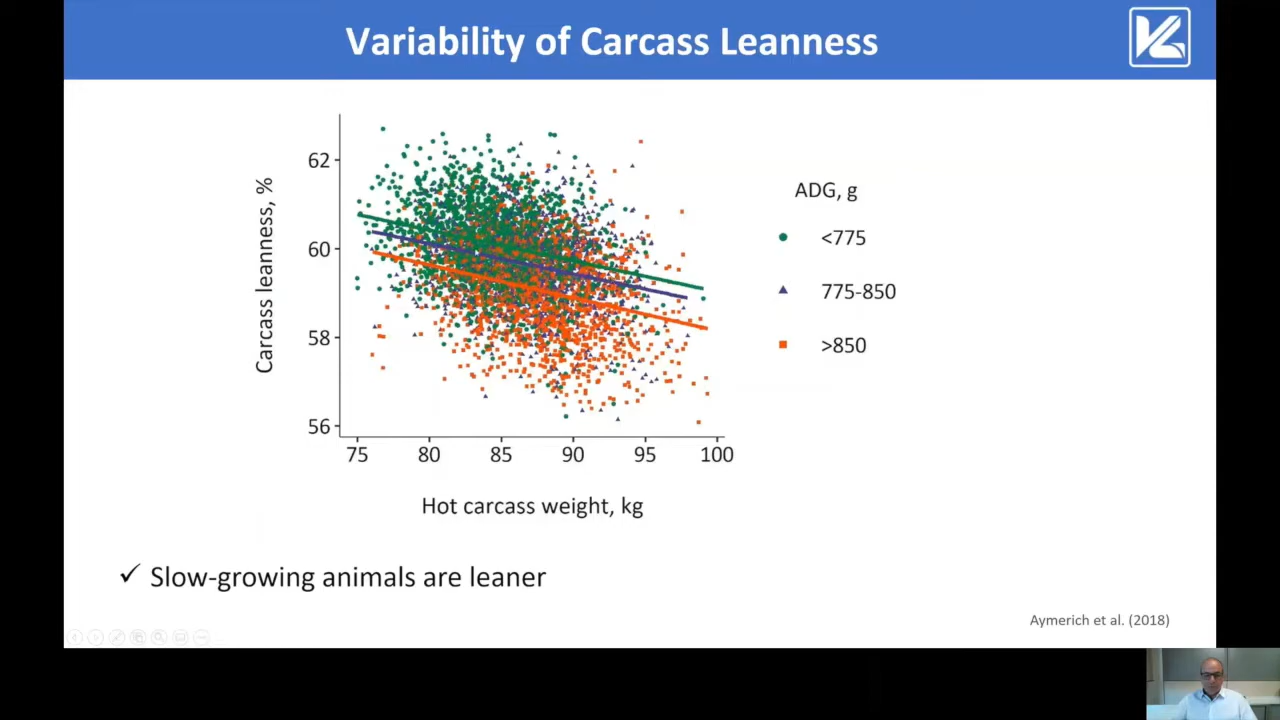 Variability of Carcass Leanness
Carcass leanness, %
62
60
58
56
75 80 85 90 95 100
Hot carcass weight, kg
ADG, g
<775
775-850
>850
✓ Slow-growing animals are leaner
Aymerich et al. (2018)